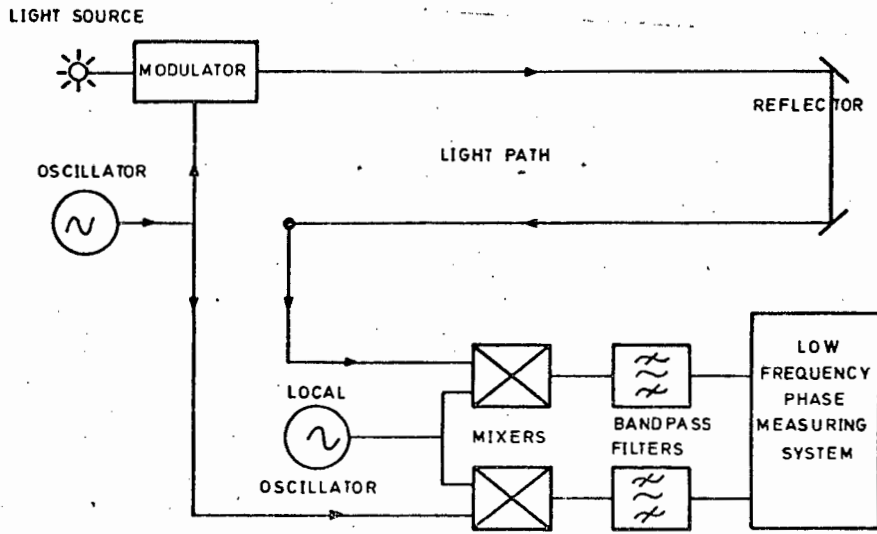 LIGHT SOURCE
MODULATOR
REFLECTOR
LIGHT PATH
OSCILLATOR
LOCAL
OSCILLATOR
MIXERS
BANDPASS
FILTERS
LOW
FREQUENCY
PHASE
MEASURING
SYSTEM